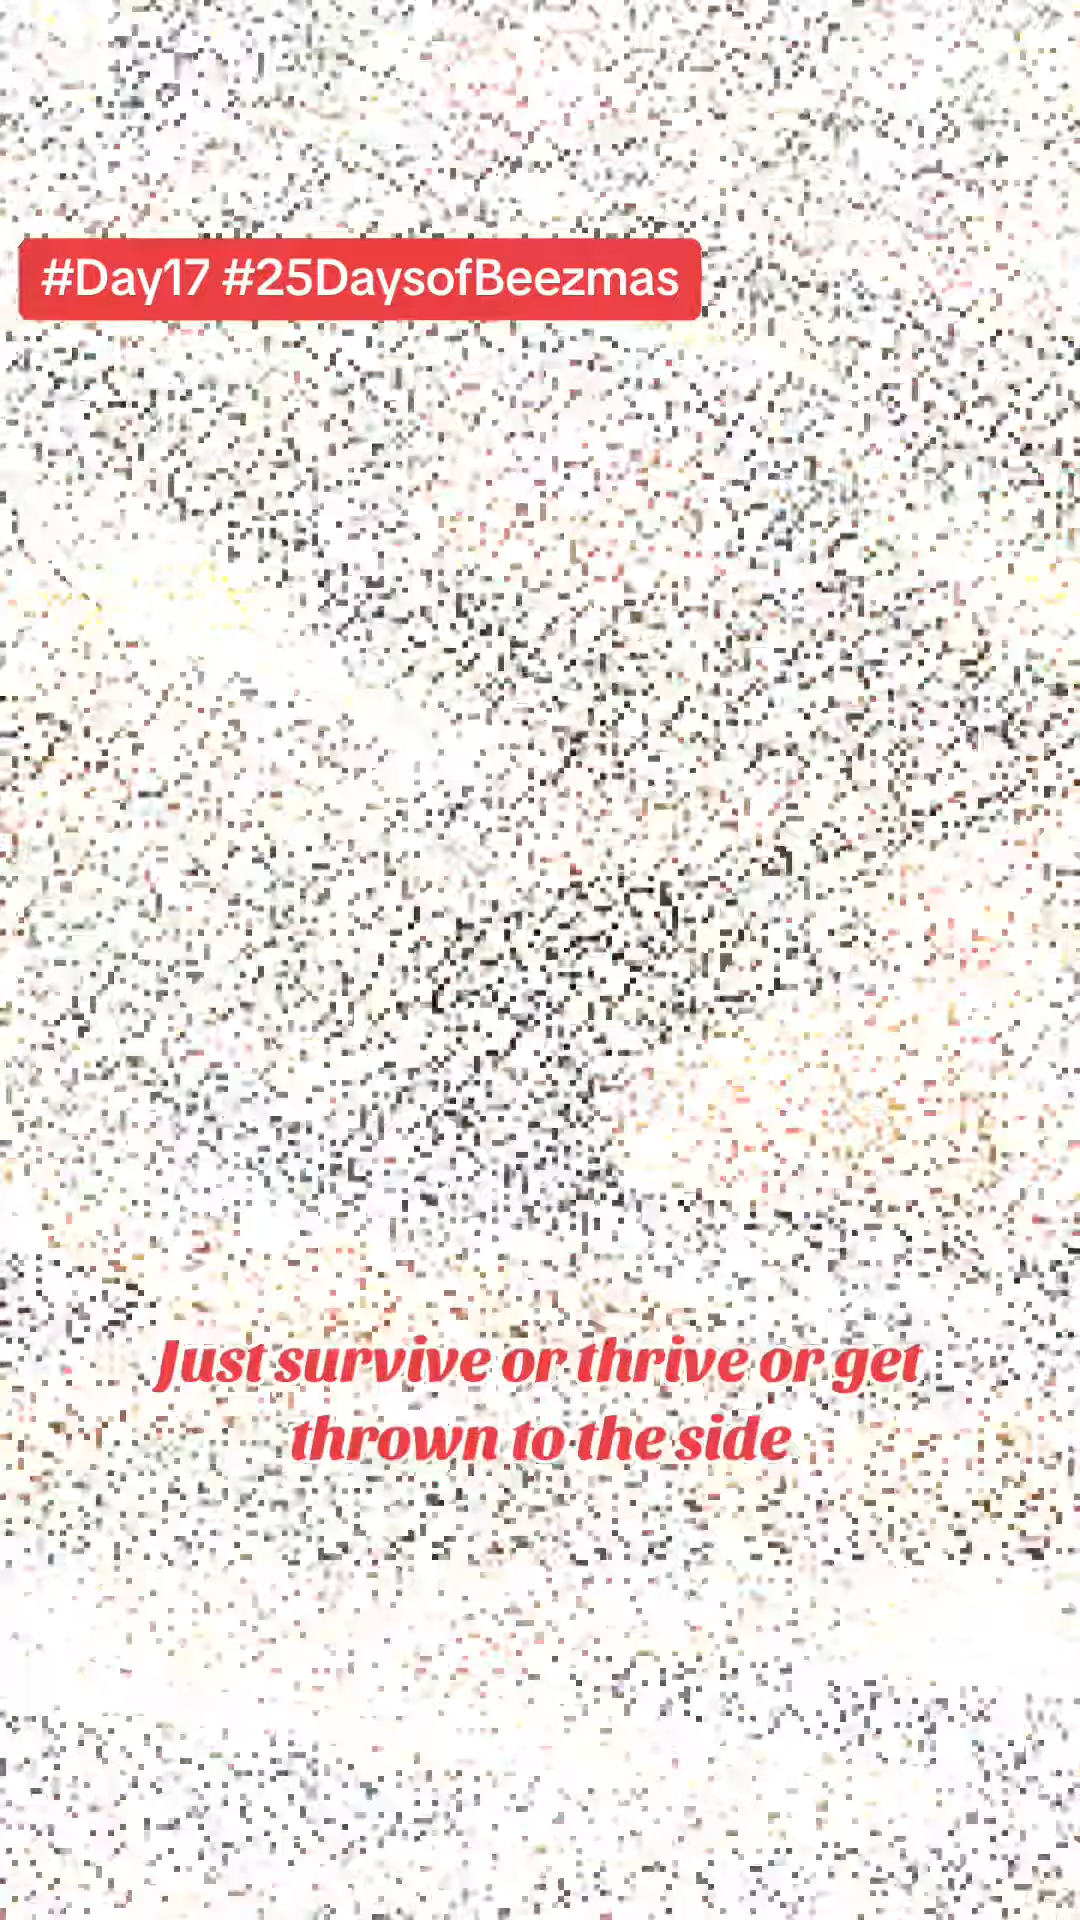 #Day17 #25DaysofBeezmas
Just survive or thrive or get
thrown to the side